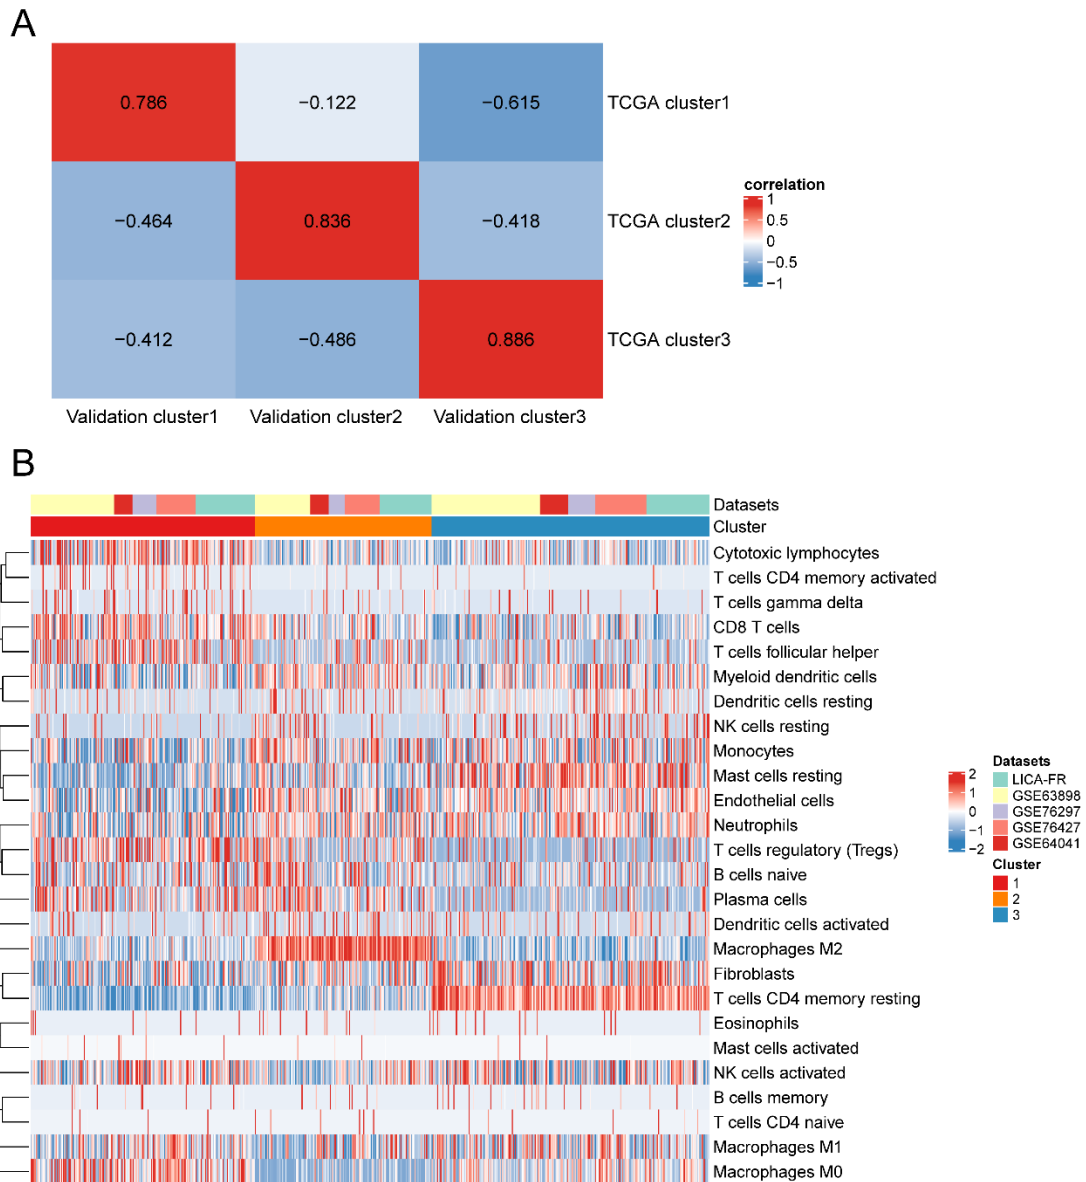 A
0.786
−0.122
−0.615
TCGA cluster1
−0.464
0.836
−0.418
TCGA cluster2
−0.412
−0.486
0.886
TCGA cluster3
Validation cluster1
Validation cluster2
Validation cluster3
correlation
1
0.5
0
−0.5
−1
B
Datasets
Cluster
Cytotoxic lymphocytes
T cells CD4 memory activated
T cells gamma delta
CD8 T cells
T cells follicular helper
Myeloid dendritic cells
Dendritic cells resting
NK cells resting
Monocytes
Mast cells resting
Endothelial cells
Neutrophils
T cells regulatory (Tregs)
B cells naive
Plasma cells
Dendritic cells activated
Macrophages M2
Fibroblasts
T cells CD4 memory resting
Eosinophils
Mast cells activated
NK cells activated
B cells memory
T cells CD4 naive
Macrophages M1
Macrophages M0
2
1
0
−1
−2
Datasets
LICA-FR
GSE63898
GSE76297
GSE76427
GSE64041
Cluster
1
2
3